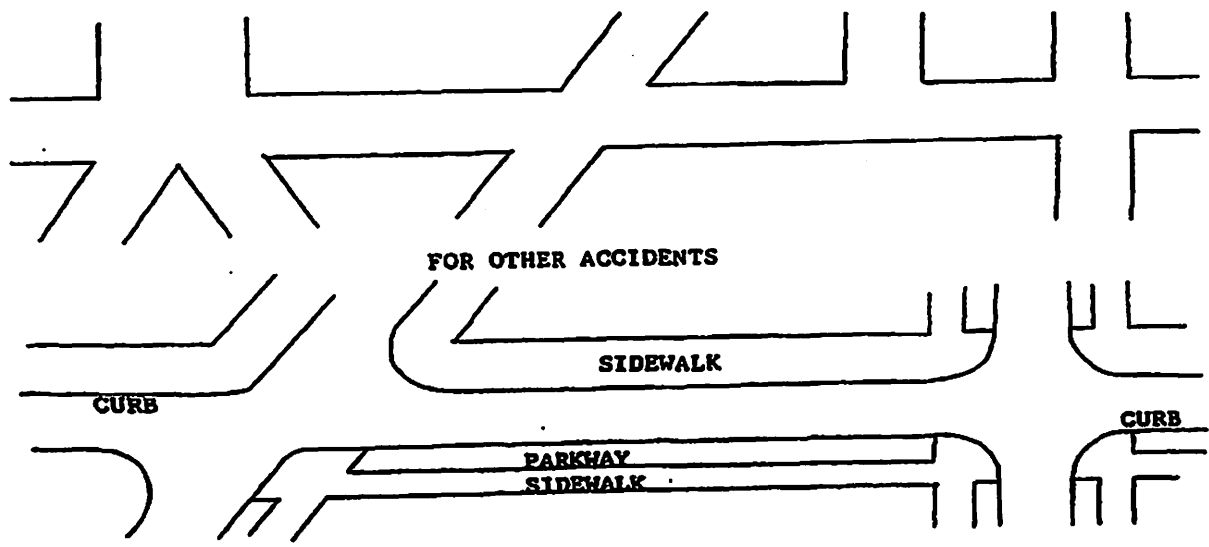 FOR OTHER ACCIDENTS
SIDEWALK
CURB
CURB
PARKWAY
SIDEWALK